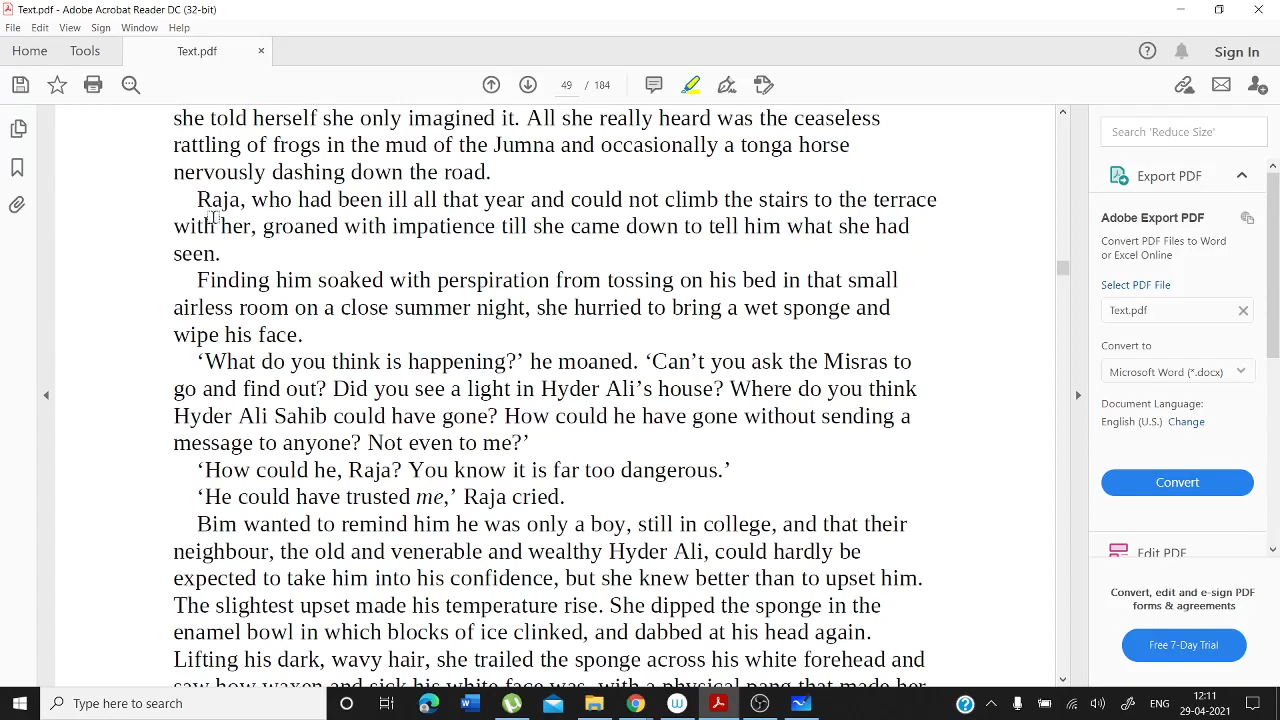 Text.pdf - Adobe Acrobat Reader DC (32-bit)
File Edit View Sign Window Help
Home Tools Text.pdf × Sign In
49 / 184
she told herself she only imagined it. All she really heard was the ceaseless
rattling of frogs in the mud of the Jumna and occasionally a tonga horse
nervously dashing down the road.
Raja, who had been ill all that year and could not climb the stairs to the terrace
with her, groaned with impatience till she came down to tell him what she had
seen.
Finding him soaked with perspiration from tossing on his bed in that small
airless room on a close summer night, she hurried to bring a wet sponge and
wipe his face.
‘What do you think is happening?’ he moaned. ‘Can’t you ask the Misras to
go and find out? Did you see a light in Hyder Ali’s house? Where do you think
Hyder Ali Sahib could have gone? How could he have gone without sending a
message to anyone? Not even to me?’
‘How could he, Raja? You know it is far too dangerous.’
‘He could have trusted me,’ Raja cried.
Bim wanted to remind him he was only a boy, still in college, and that their
neighbour, the old and venerable and wealthy Hyder Ali, could hardly be
expected to take him into his confidence, but she knew better than to upset him.
The slightest upset made his temperature rise. She dipped the sponge in the
enamel bowl in which blocks of ice clinked, and dabbed at his head again.
Lifting his dark, wavy hair, she trailed the sponge across his white forehead and
saw how waxen and sick his white face was, with a physical pang that made her
Search 'Reduce Size'
Export PDF
Adobe Export PDF
Convert PDF Files to Word
or Excel Online
Select PDF File
Text.pdf
Convert to
Microsoft Word (*.docx)
Document Language:
English (U.S.) Change
Convert
Edit PDF
Convert, edit and e-sign PDF
forms & agreements
Free 7-Day Trial
Type here to search
ENG
12:11
29-04-2021